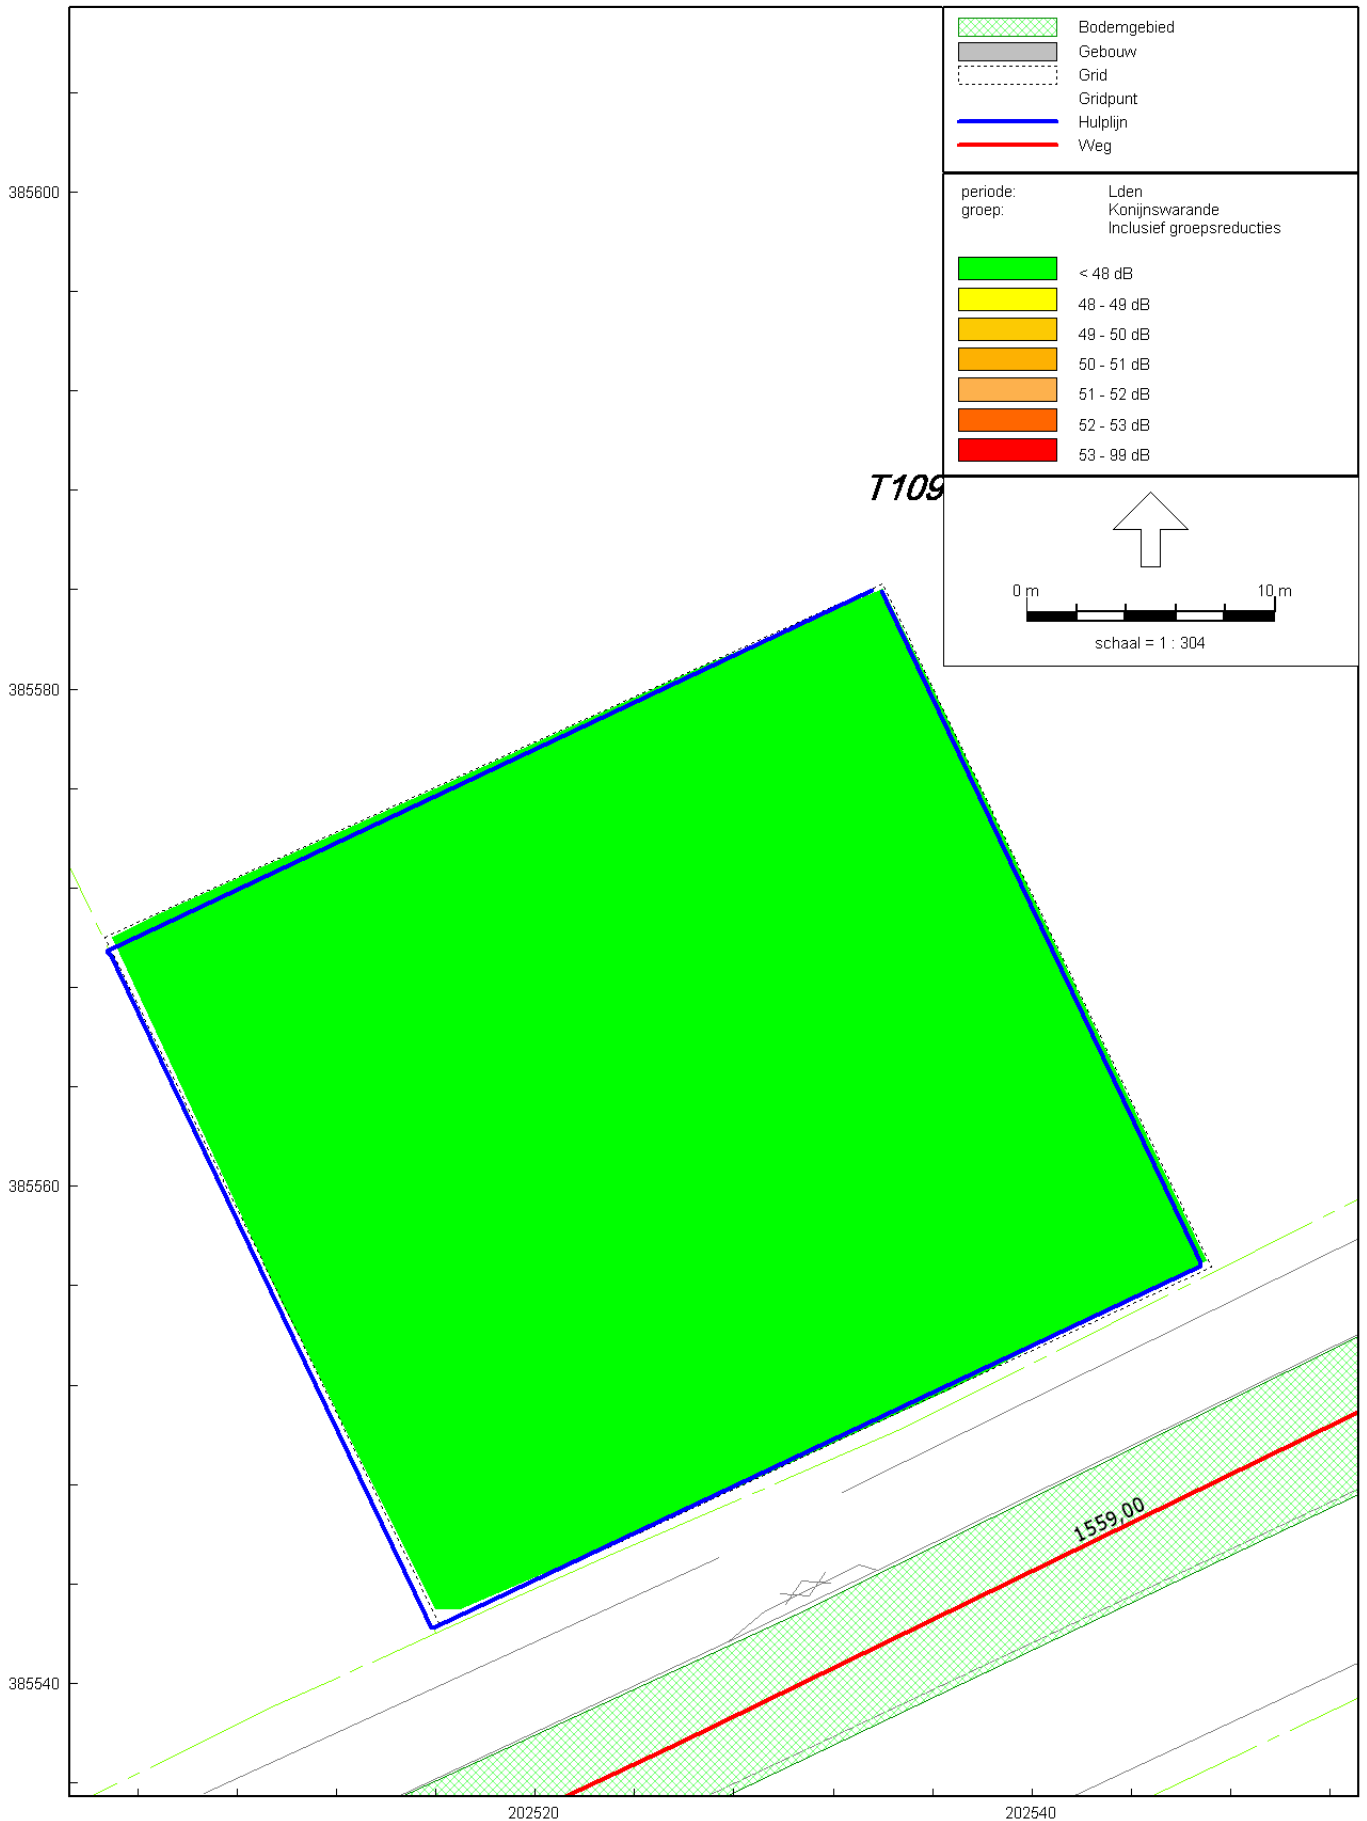 Bodemgebied
Gebouw
Grid
Gridpunt
Hulplijn
Weg
periode: Lden
groep: Konijnswarande
Inclusief groepsreducties
< 48 dB
48 - 49 dB
49 - 50 dB
50 - 51 dB
51 - 52 dB
52 - 53 dB
53 - 99 dB
T109
0 m 10 m
schaal = 1 : 304
385600
385580
385560
385540
1559,00
202520 202540